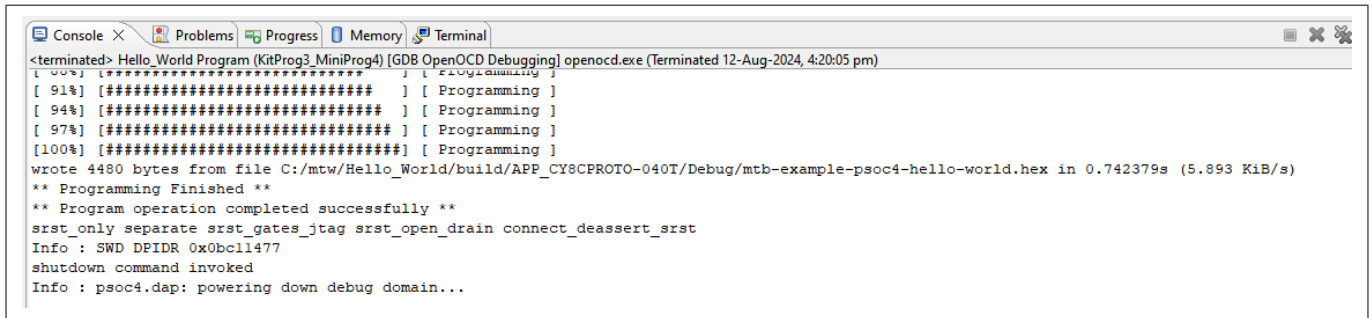 Console Problems Progress Memory Terminal
<terminated> Hello_World Program (KitProg3_MiniProg4) [GDB OpenOCD Debugging] openocd.exe (Terminated 12-Aug-2024, 4:20:05 pm)
[ 88%] [############################    ] [ Programming ]
[ 91%] [#############################   ] [ Programming ]
[ 94%] [##############################  ] [ Programming ]
[ 97%] [############################### ] [ Programming ]
[100%] [################################] [ Programming ]
wrote 4480 bytes from file C:/mtw/Hello_World/build/APP_CY8CPROTO-040T/Debug/mtb-example-psoc4-hello-world.hex in 0.742379s (5.893 KiB/s)
** Programming Finished **
** Program operation completed successfully **
srst_only separate srst_gates_jtag srst_open_drain connect_deassert_srst
Info : SWD DPIDR 0x0bc11477
shutdown command invoked
Info : psoc4.dap: powering down debug domain...